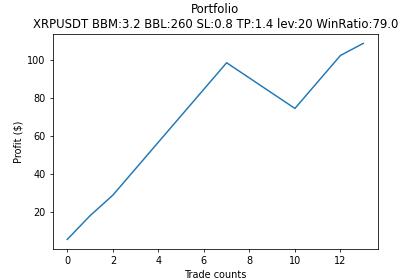 Portfolio
XRPUSDT BBM:3.2 BBL:260 SL:0.8 TP:1.4 lev:20 WinRatio:79.0
100
80
60
40
20
Profit ($)
0 2 4 6 8 10 12
Trade counts